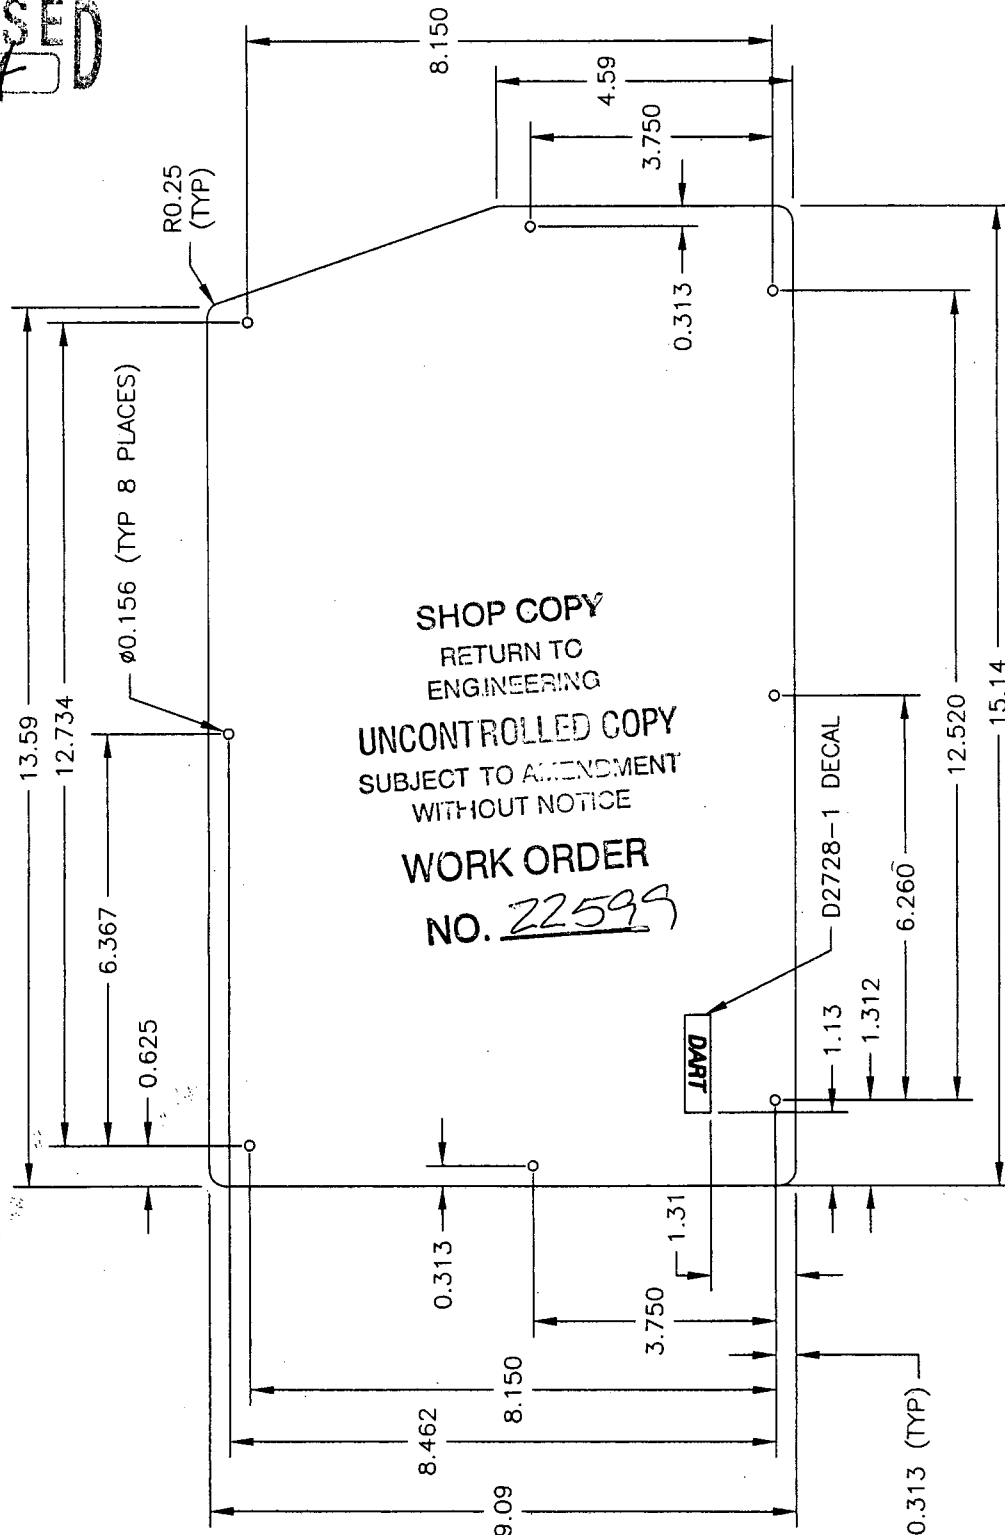 SED
8.150
4.59
3.750
R0.25
(TYP)
0.313
13.59
12.734
Ø0.156 (TYP 8 PLACES)
6.367
0.625
SHOP COPY
RETURN TO
ENGINEERING
UNCONTROLLED COPY
SUBJECT TO AMENDMENT
WITHOUT NOTICE
WORK ORDER
NO. 22599
DART
D2728-1 DECAL
15.14
12.520
6.260
1.312
1.13
0.313
1.31
3.750
8.150
8.462
9.09
0.313 (TYP)